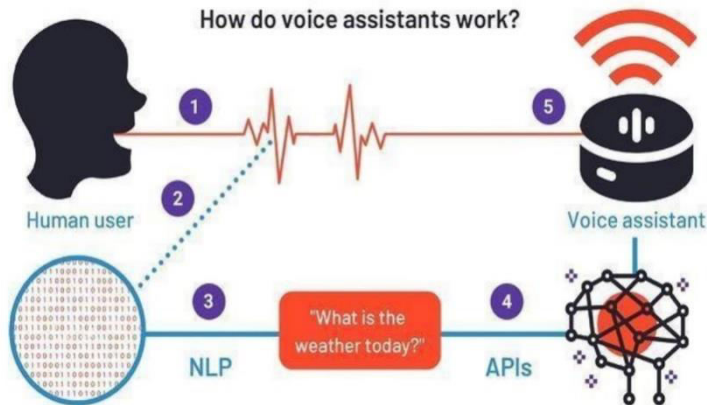 How do voice assistants work?
1
5
2
Human user
Voice assistant
3
"What is the
weather today?"
4
NLP
APIs